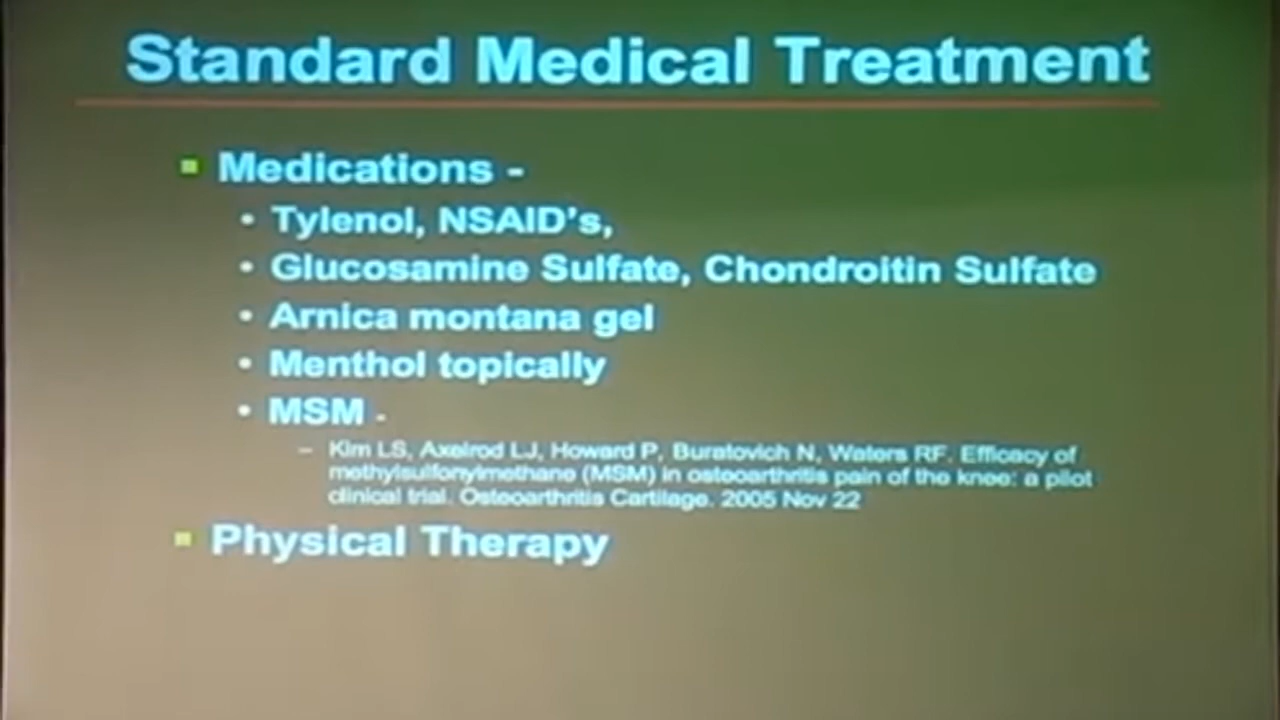 Standard Medical Treatment
Medications -
• Tylenol, NSAID's,
• Glucosamine Sulfate, Chondroitin Sulfate
• Arnica montana gel
• Menthol topically
• MSM -
– Kim LS, Axelrod LJ, Howard P, Buratovich N, Waters RF. Efficacy of
methylsulfonylmethane (MSM) in osteoarthritis pain of the knee: a pilot
clinical trial. Osteoarthritis Cartilage. 2005 Nov 22
Physical Therapy